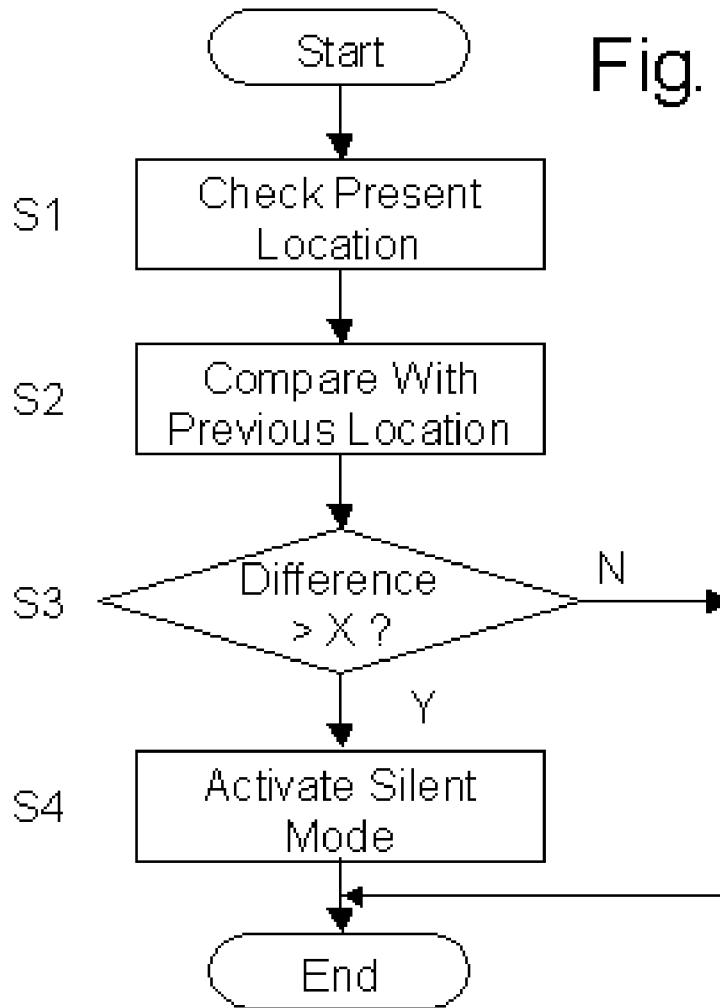 Start
Fig.
S1
Check Present
Location
S2
Compare With
Previous Location
S3
Difference
> X ?
N
Y
S4
Activate Silent
Mode
End